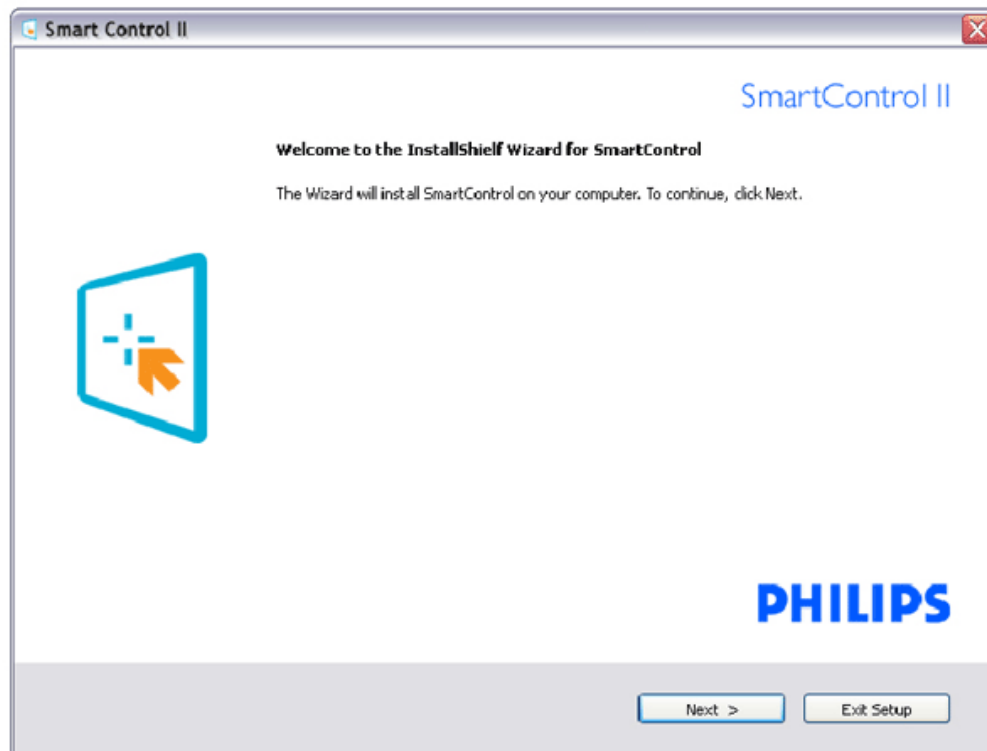 Smart Control II
SmartControl II
Welcome to the InstallShield Wizard for SmartControl
The Wizard will install SmartControl on your computer. To continue, click Next.
PHILIPS
Next >
Exit Setup